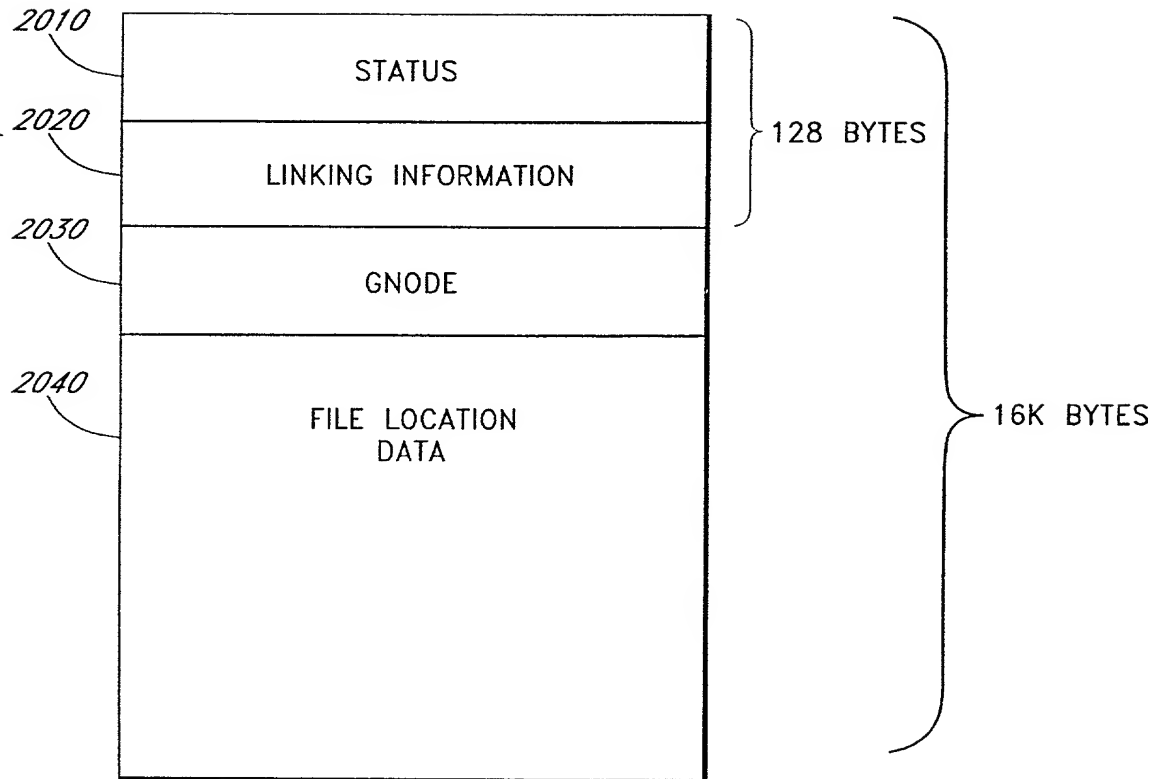 2010
STATUS
2020
128 BYTES
LINKING INFORMATION
2030
GNODE
2040
FILE LOCATION
DATA
16K BYTES